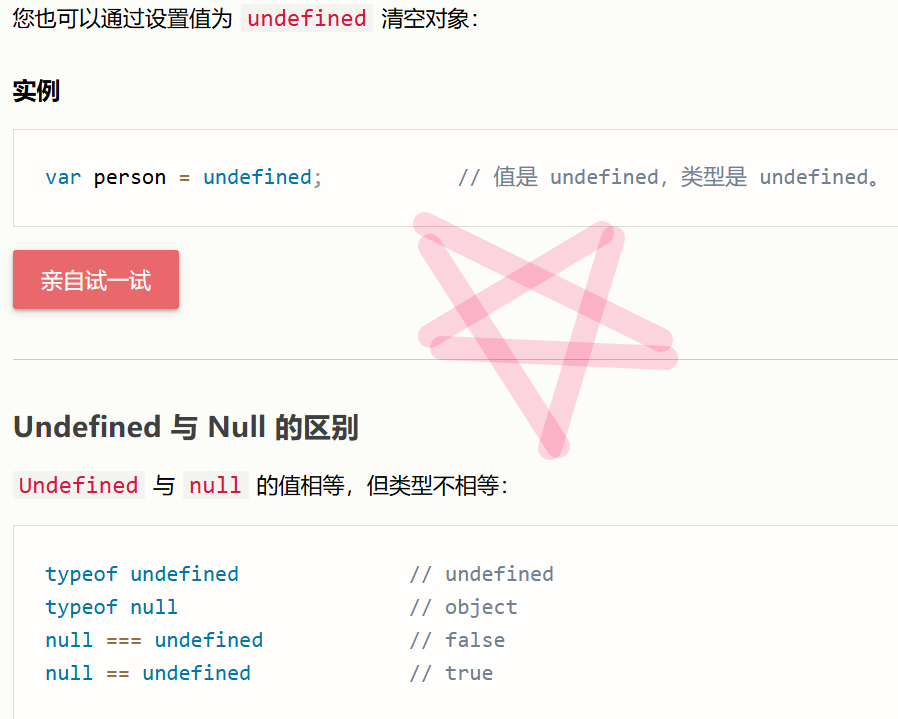 您也可以通过设置值为 undefined 清空对象：
实例
var person = undefined;             // 值是 undefined，类型是 undefined。
亲自试一试
Undefined 与 Null 的区别
Undefined 与 null 的值相等，但类型不相等：
typeof undefined              // undefined
typeof null                   // object
null === undefined            // false
null == undefined             // true